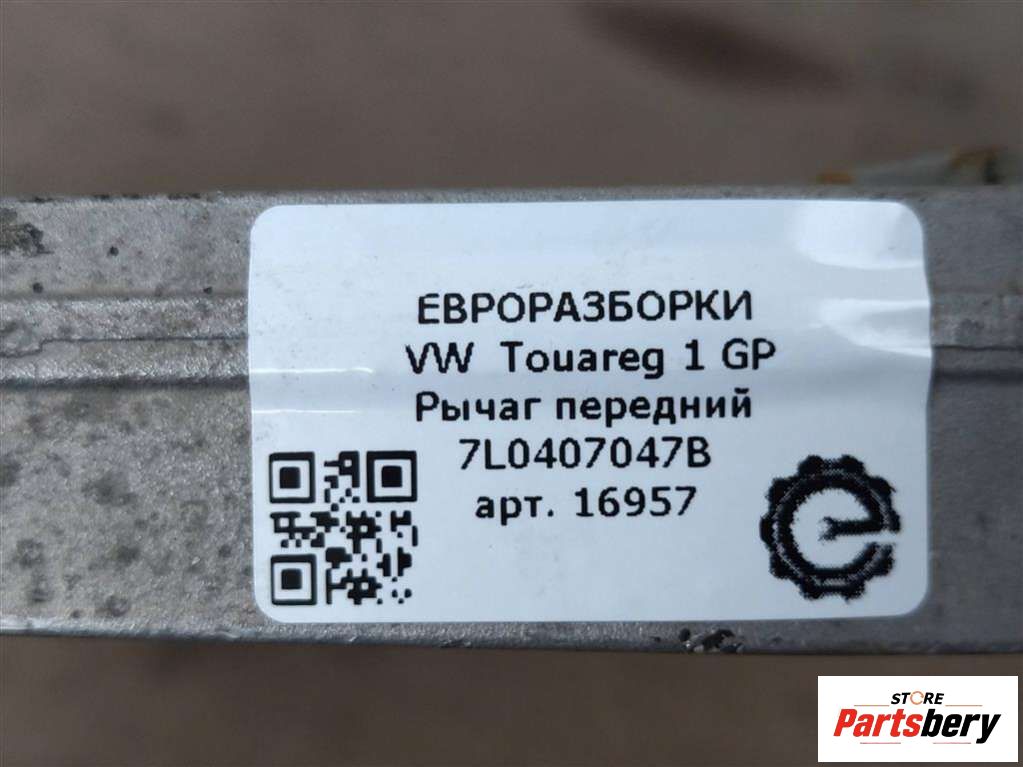 ЕВРОРАЗБОРКИ
VW Touareg 1 GP
Рычаг передний
7L0407047B
арт. 16957
STORE
Partsbery